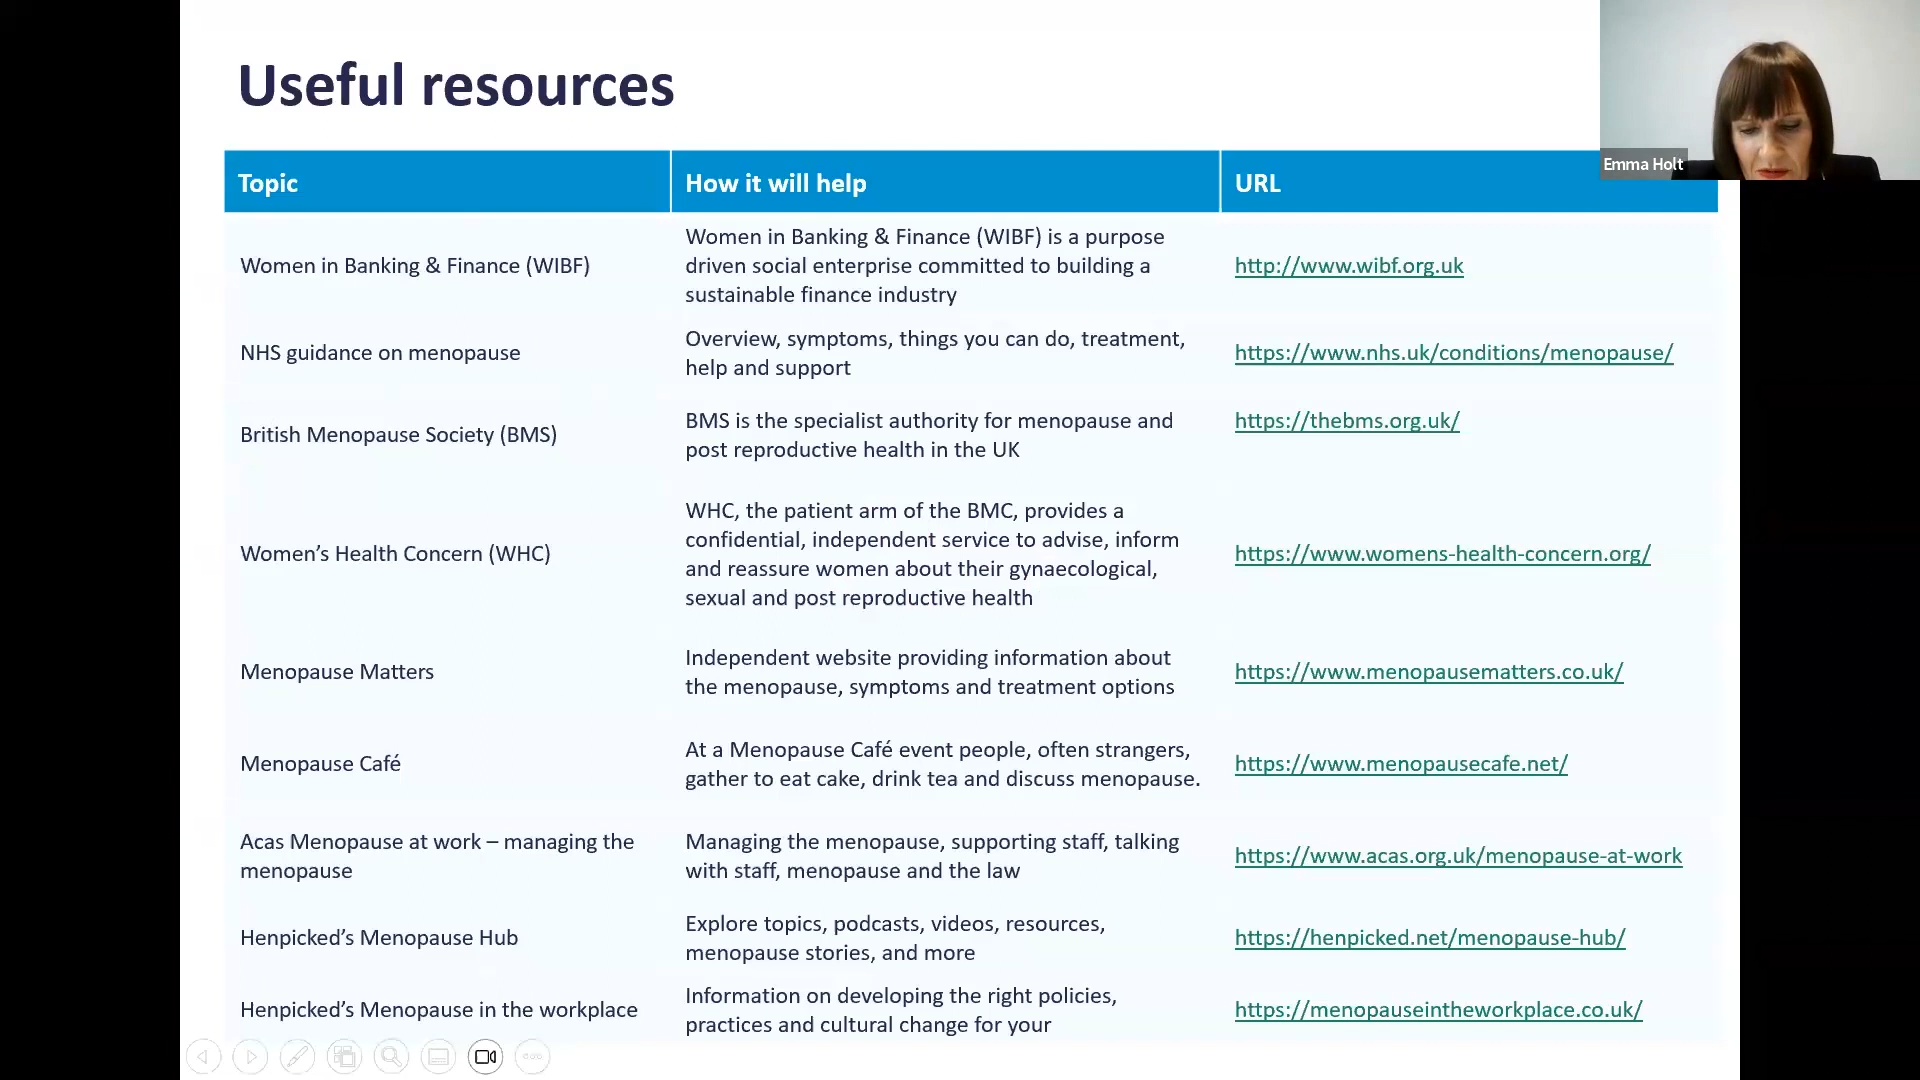 Useful resources
Emma Holt
Topic
How it will help
URL
Women in Banking & Finance (WIBF)
Women in Banking & Finance (WIBF) is a purpose
driven social enterprise committed to building a
sustainable finance industry
http://www.wibf.org.uk
NHS guidance on menopause
Overview, symptoms, things you can do, treatment,
help and support
https://www.nhs.uk/conditions/menopause/
British Menopause Society (BMS)
BMS is the specialist authority for menopause and
post reproductive health in the UK
https://thebms.org.uk/
Women’s Health Concern (WHC)
WHC, the patient arm of the BMC, provides a
confidential, independent service to advise, inform
and reassure women about their gynaecological,
sexual and post reproductive health
https://www.womens-health-concern.org/
Menopause Matters
Independent website providing information about
the menopause, symptoms and treatment options
https://www.menopausematters.co.uk/
Menopause Café
At a Menopause Café event people, often strangers,
gather to eat cake, drink tea and discuss menopause.
https://www.menopausecafe.net/
Acas Menopause at work – managing the
menopause
Managing the menopause, supporting staff, talking
with staff, menopause and the law
https://www.acas.org.uk/menopause-at-work
Henpicked’s Menopause Hub
Explore topics, podcasts, videos, resources,
menopause stories, and more
https://henpicked.net/menopause-hub/
Henpicked’s Menopause in the workplace
Information on developing the right policies,
practices and cultural change for your
https://menopauseintheworkplace.co.uk/